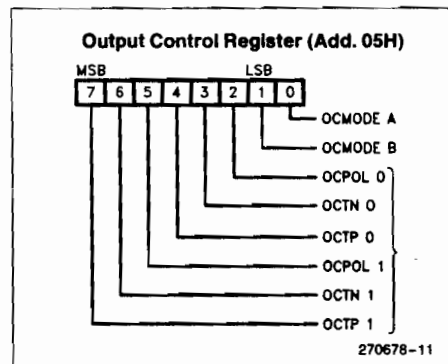 Output Control Register (Add. 05H)
MSB LSB
7 6 5 4 3 2 1 0
OCMODE A
OCMODE B
OCPOL 0
OCTN 0
OCTP 0
OCPOL 1
OCTN 1
OCTP 1
270678-11